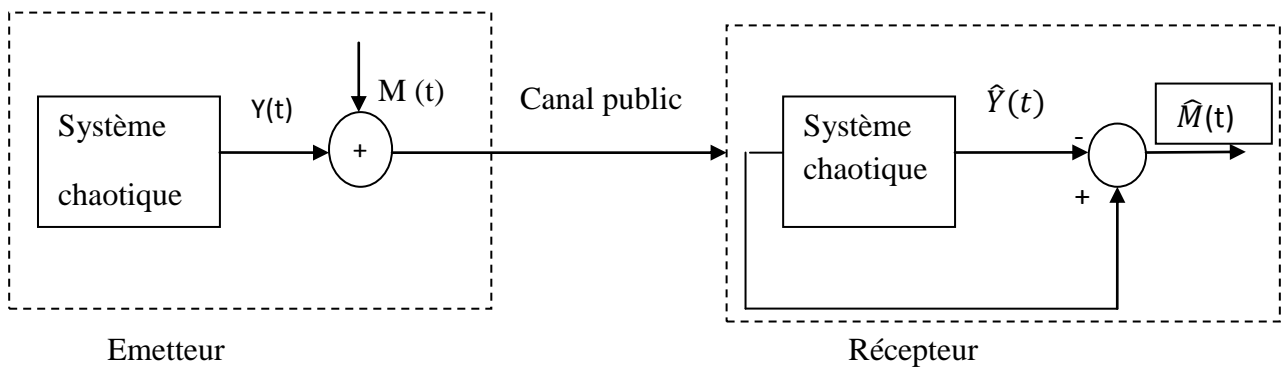 Système
chaotique
Y(t)
M (t)
+
Canal public
Système
chaotique
Ŷ(t)
-
+
M̂(t)
Emetteur
Récepteur